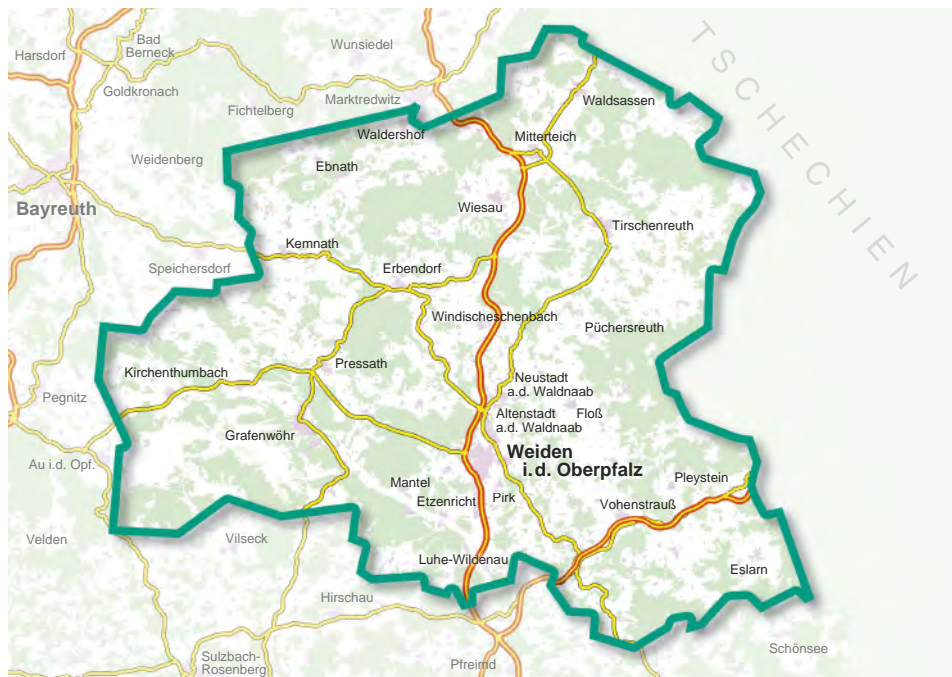 Bad
Berneck
Harsdorf
Wunsiedel
TSCHECHIEN
Goldkronach
Marktredwitz
Waldsassen
Fichtelberg
Waldershof
Mitterteich
Weidenberg
Ebnath
Bayreuth
Wiesau
Tirschenreuth
Kemnath
Speichersdorf
Erbendorf
Windischeschenbach
Püchersreuth
Pressath
Kirchenthumbach
Neustadt
a.d. Waldnaab
Pegnitz
Altenstadt
a.d. Waldnaab
Floß
Grafenwöhr
Weiden
i.d. Oberpfalz
Au i.d. Opf.
Pleystein
Mantel
Etzenricht
Pirk
Vohenstrauß
Velden
Vilseck
Luhe-Wildenau
Eslarn
Hirschau
Schönsee
Sulzbach-
Rosenberg
Pfreimd